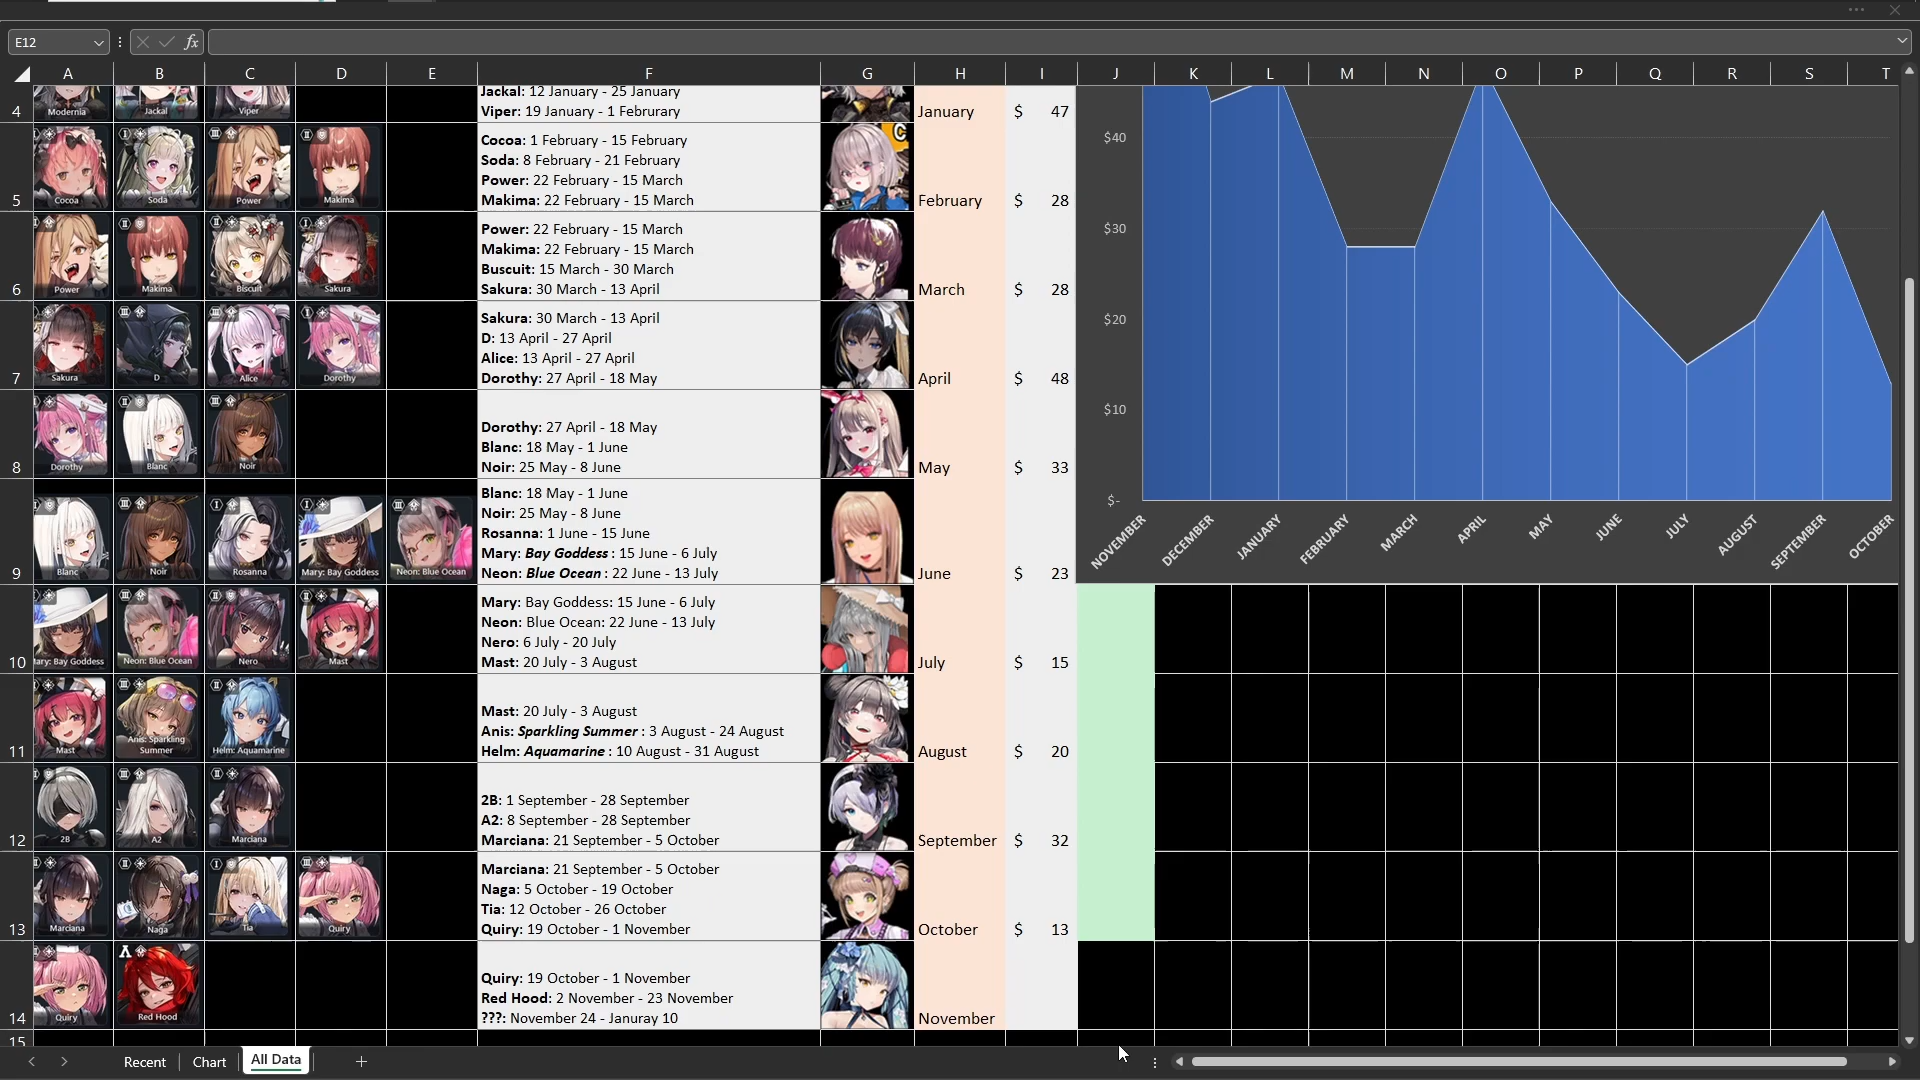 E12
fx
A B C D E F G H I J K L M N O P Q R S T
4
Modernia
Jackal
Viper
Jackal: 12 January - 25 January
Viper: 19 January - 1 Februrary
January
$ 47
5
Cocoa
Soda
Power
Makima
Cocoa: 1 February - 15 February
Soda: 8 February - 21 February
Power: 22 February - 15 March
Makima: 22 February - 15 March
C
February
$ 28
6
Power
Makima
Biscuit
Sakura
Power: 22 February - 15 March
Makima: 22 February - 15 March
Buscuit: 15 March - 30 March
Sakura: 30 March - 13 April
March
$ 28
7
Sakura
D
Alice
Dorothy
Sakura: 30 March - 13 April
D: 13 April - 27 April
Alice: 13 April - 27 April
Dorothy: 27 April - 18 May
April
$ 48
8
Dorothy
Blanc
Noir
Dorothy: 27 April - 18 May
Blanc: 18 May - 1 June
Noir: 25 May - 8 June
May
$ 33
9
Blanc
Noir
Rosanna
Mary: Bay Goddess
Neon: Blue Ocean
Blanc: 18 May - 1 June
Noir: 25 May - 8 June
Rosanna: 1 June - 15 June
Mary: Bay Goddess : 15 June - 6 July
Neon: Blue Ocean : 22 June - 13 July
June
$ 23
10
Mary: Bay Goddess
Neon: Blue Ocean
Nero
Mast
Mary: Bay Goddess: 15 June - 6 July
Neon: Blue Ocean: 22 June - 13 July
Nero: 6 July - 20 July
Mast: 20 July - 3 August
July
$ 15
11
Mast
Anis: Sparkling
Summer
Helm: Aquamarine
Mast: 20 July - 3 August
Anis: Sparkling Summer : 3 August - 24 August
Helm: Aquamarine : 10 August - 31 August
August
$ 20
12
2B
A2
Marciana
2B: 1 September - 28 September
A2: 8 September - 28 September
Marciana: 21 September - 5 October
September
$ 32
13
Marciana
Naga
Tia
Quiry
Marciana: 21 September - 5 October
Naga: 5 October - 19 October
Tia: 12 October - 26 October
Quiry: 19 October - 1 November
October
$ 13
14
Quiry
Red Hood
Quiry: 19 October - 1 November
Red Hood: 2 November - 23 November
???: November 24 - Januray 10
November
15
$40
$30
$20
$10
$-
NOVEMBER
DECEMBER
JANUARY
FEBRUARY
MARCH
APRIL
MAY
JUNE
JULY
AUGUST
SEPTEMBER
OCTOBER
Recent
Chart
All Data